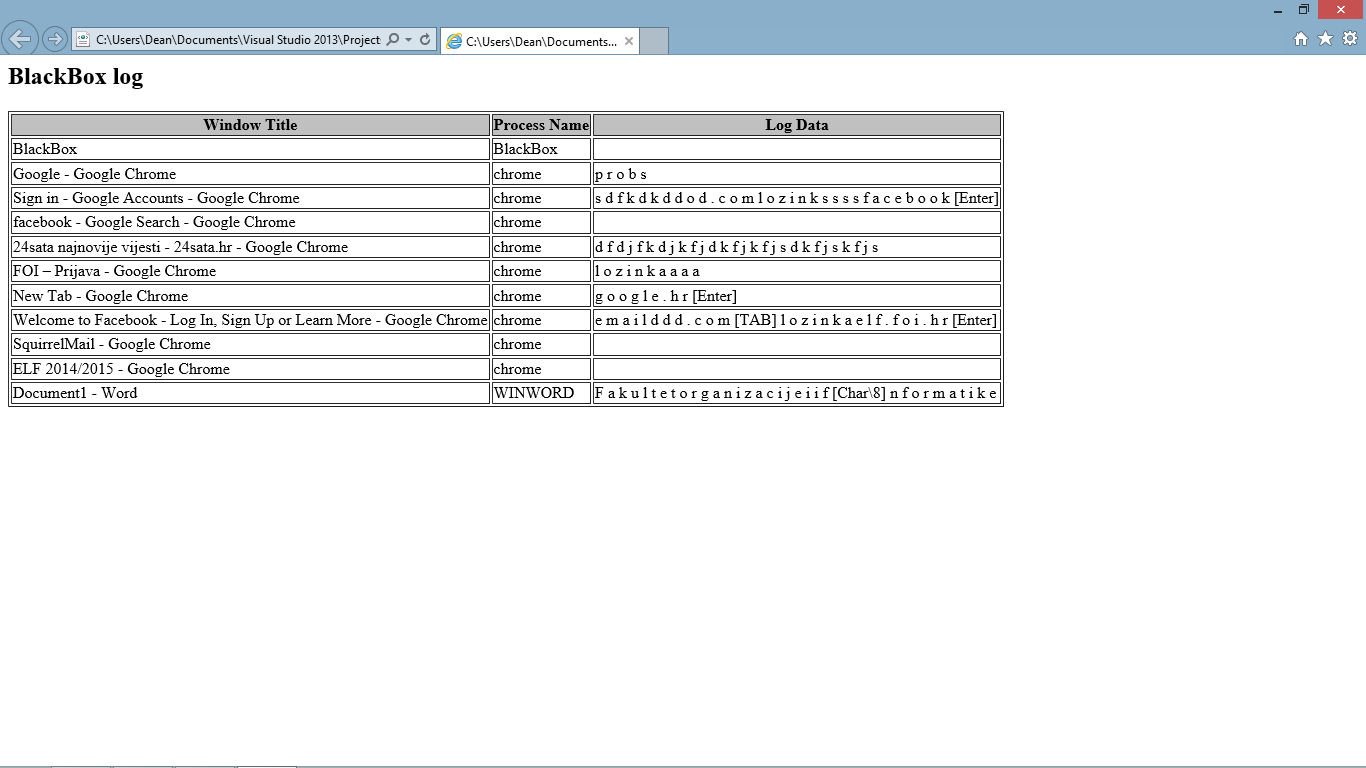 C:\Users\Dean\Documents\Visual Studio 2013\Project
C:\Users\Dean\Documents...
BlackBox log
Window Title Process Name Log Data
BlackBox BlackBox
Google - Google Chrome chrome p r o b s
Sign in - Google Accounts - Google Chrome chrome s d f k d k d d o d . c o m l o z i n k s s s s f a c e b o o k [Enter]
facebook - Google Search - Google Chrome chrome
24sata najnovije vijesti - 24sata.hr - Google Chrome chrome d f d j f k d j k f j d k f j k f j s d k f j s k f j s
FOI – Prijava - Google Chrome chrome l o z i n k a a a a
New Tab - Google Chrome chrome g o o g l e . h r [Enter]
Welcome to Facebook - Log In, Sign Up or Learn More - Google Chrome chrome e m a i l d d d . c o m [TAB] l o z i n k a e l f . f o i . h r [Enter]
SquirrelMail - Google Chrome chrome
ELF 2014/2015 - Google Chrome chrome
Document1 - Word WINWORD F a k u l t e t o r g a n i z a c i j e i i f [Char\8] n f o r m a t i k e